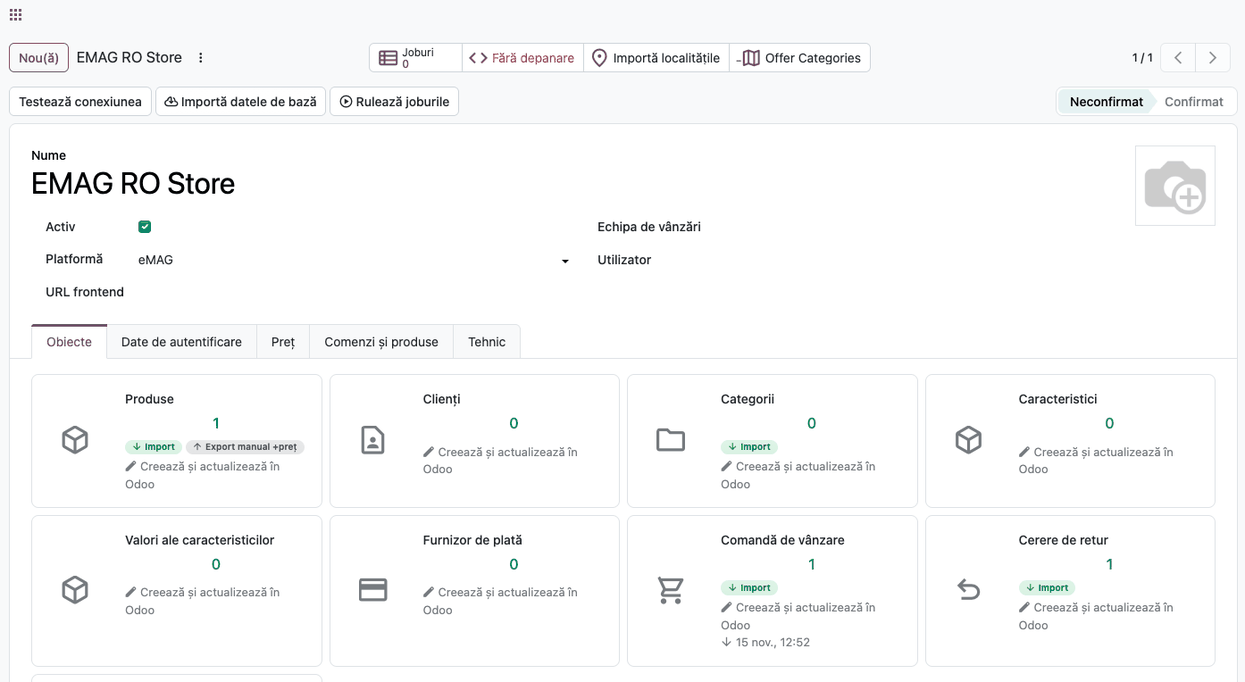 Nou(ă)
EMAG RO Store
Joburi
0
Fără depanare
Importă localitățile
Offer Categories
1 / 1
Testează conexiunea
Importă datele de bază
Rulează joburile
Neconfirmat
Confirmat
Nume
EMAG RO Store
Activ
Echipa de vânzări
Platformă
eMAG
Utilizator
URL frontend
Obiecte
Date de autentificare
Preț
Comenzi și produse
Tehnic
Produse
1
Import
Export manual +preț
Creează și actualizează în
Odoo
Clienți
0
Creează și actualizează în
Odoo
Categorii
0
Import
Creează și actualizează în
Odoo
Caracteristici
0
Creează și actualizează în
Odoo
Valori ale caracteristicilor
0
Creează și actualizează în
Odoo
Furnizor de plată
0
Creează și actualizează în
Odoo
Comandă de vânzare
1
Import
Creează și actualizează în
Odoo
15 nov., 12:52
Cerere de retur
1
Import
Creează și actualizează în
Odoo